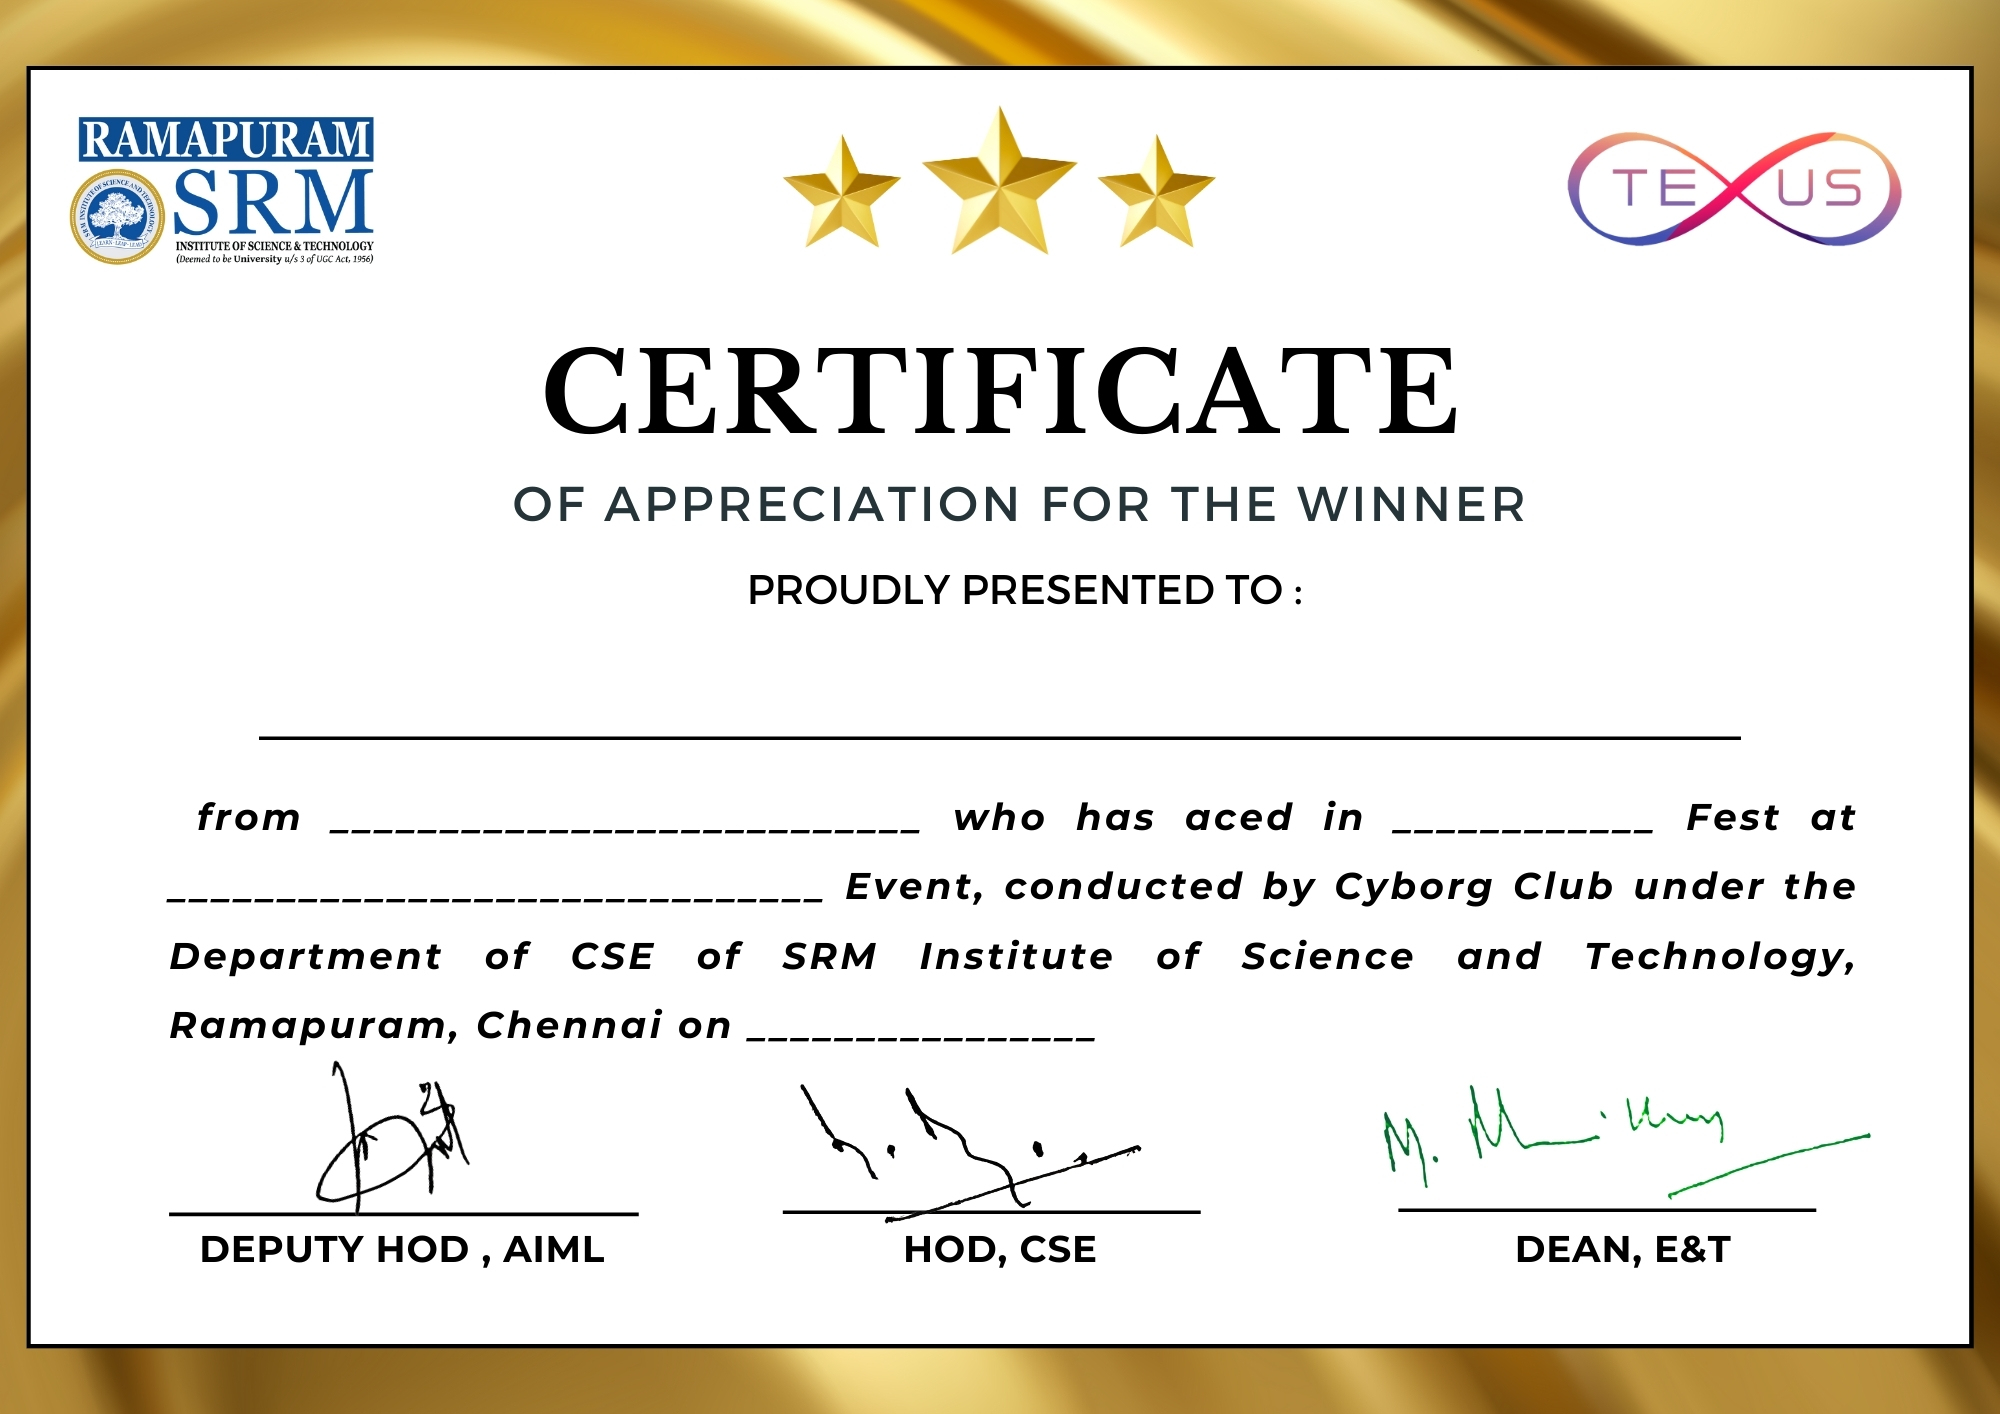 RAMAPURAM
SRM
INSTITUTE OF SCIENCE & TECHNOLOGY
(Deemed to be University u/s 3 of UGC Act, 1956)
SRM INSTITUTE OF SCIENCE AND TECHNOLOGY
LEARN · LEAP · LEAD
TEXUS
CERTIFICATE
OF APPRECIATION FOR THE WINNER
PROUDLY PRESENTED TO :
from ___________________________ who has aced in ____________ Fest at
______________________________ Event, conducted by Cyborg Club under the
Department of CSE of SRM Institute of Science and Technology,
Ramapuram, Chennai on ________________
DEPUTY HOD , AIML
HOD, CSE
DEAN, E&T